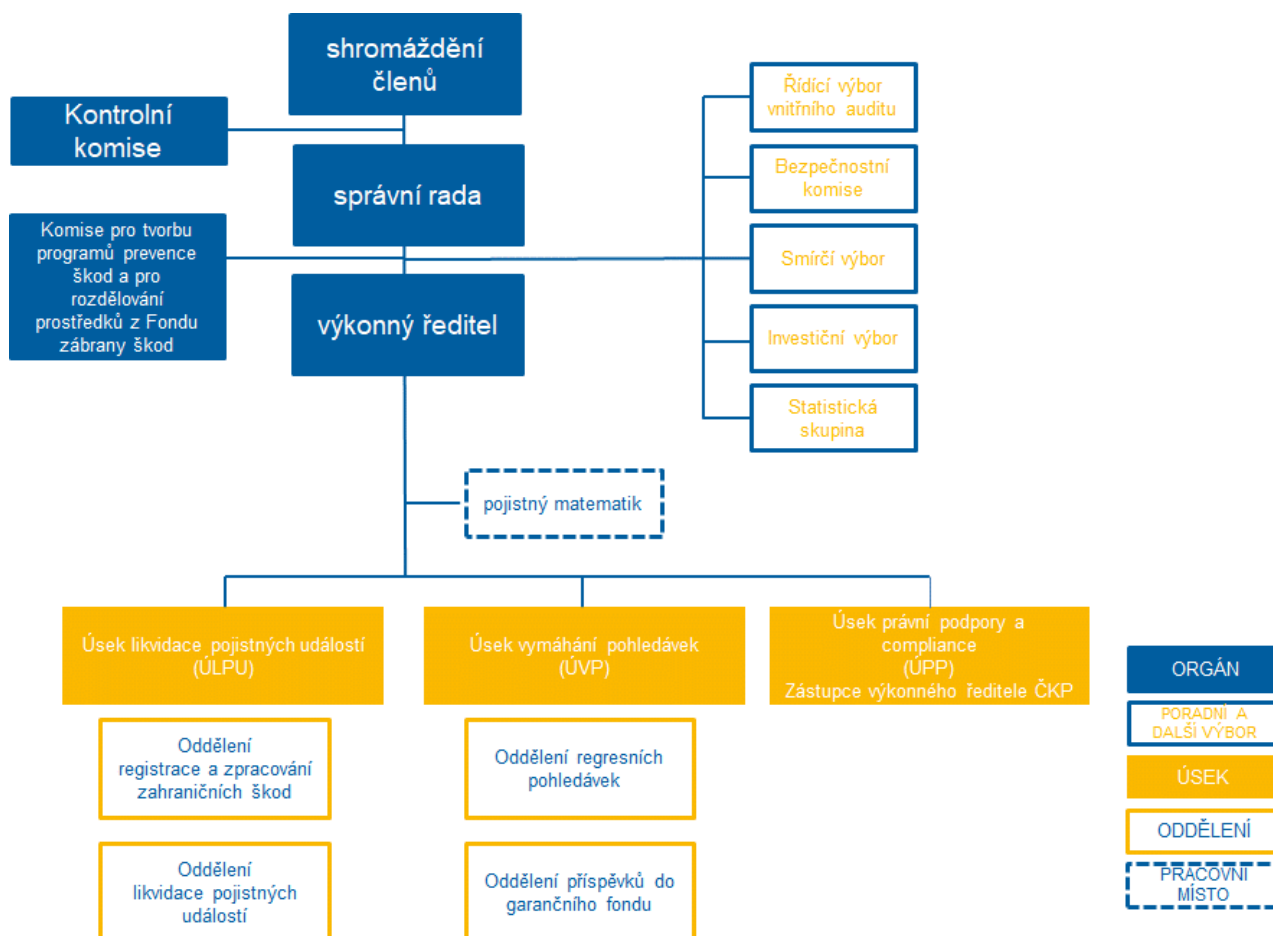 shromáždění
členů
Kontrolní
komise
správní rada
Komise pro tvorbu
programů prevence
škod a pro
rozdělování
prostředků z Fondu
zábrany škod
výkonný ředitel
Řídící výbor
vnitřního auditu
Bezpečnostní
komise
Smírčí výbor
Investiční výbor
Statistická
skupina
pojistný matematik
Úsek likvidace pojistných událostí
(ÚLPU)
Úsek vymáhání pohledávek
(ÚVP)
Úsek právní podpory a
compliance
(ÚPP)
Zástupce výkonného ředitele ČKP
Oddělení
registrace a zpracování
zahraničních škod
Oddělení regresních
pohledávek
Oddělení
likvidace pojistných
událostí
Oddělení příspěvků do
garančního fondu
ORGÁN
PORADNÍ A
DALŠÍ VÝBOR
ÚSEK
ODDĚLENÍ
PRACOVNÍ
MÍSTO